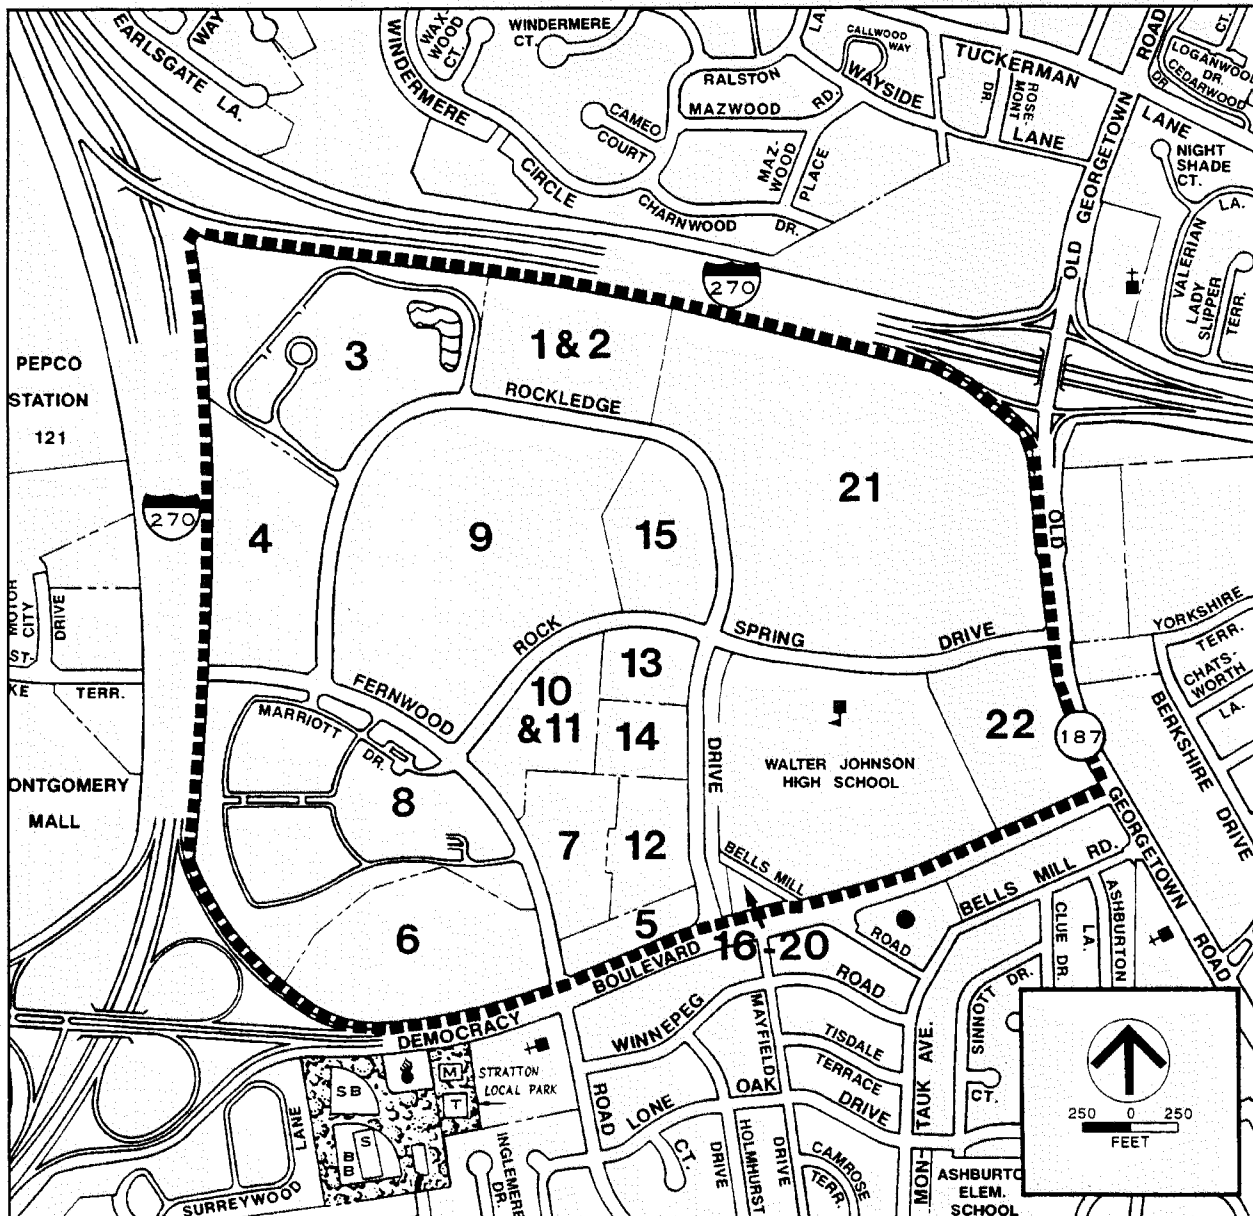 EARLSGATE LA.
WAY
WINDERMERE
WAX-
WOOD
CT.
WINDERMERE
CT.
LA.
CALLWOOD
WAY
WAYSIDE
TUCKERMAN
ROAD
CT.
LOGANWOOD
DR.
CEDARWOOD
DR.
RALSTON
MAZWOOD
RD.
DR.
ROSE-
MONT
LANE
LANE
CAMEO
COURT
MAZ-
WOOD
PLACE
CIRCLE
CHARNWOOD DR.
OLD GEORGETOWN
NIGHT
SHADE
CT.
LA.
VALERIAN
LADY
SLIPPER
TERR.
270
PEPCO
STATION
121
3
1 & 2
ROCKLEDGE
21
270
4
9
15
OLD
MOTOR
CITY
DRIVE
ST-
KE
TERR.
ROCK
SPRING
DRIVE
YORKSHIRE
TERR.
CHATS-
WORTH
LA.
BERKSHIRE DRIVE
FERNWOOD
MARRIOTT
DR.
10
& 11
13
14
DRIVE
22
187
WALTER JOHNSON
HIGH SCHOOL
ONTGOMERY
MALL
8
7
12
BELLS MILL
ROAD
BELLS MILL RD.
GEORGETOWN
ROAD
6
5
16-20
BOULEVARD
DEMOCRACY
CLUE DR.
LA.
ASHBURTON
WINNEPEG
ROAD
MAYFIELD
TISDALE
TERRACE
SINNOTT DR.
CT.
STRATTON
LOCAL PARK
M
T
SB
S
B
B
LANE
SURREYWOOD
INGLEMERE
DR.
ROAD
LONE
OAK
DRIVE
CT.
DRIVE
HOLMHURST
DRIVE
CAMROSE
TERR.
MON-
TAUK AVE.
ASHBURTO
ELEM.
SCHOOL
250 0 250
FEET